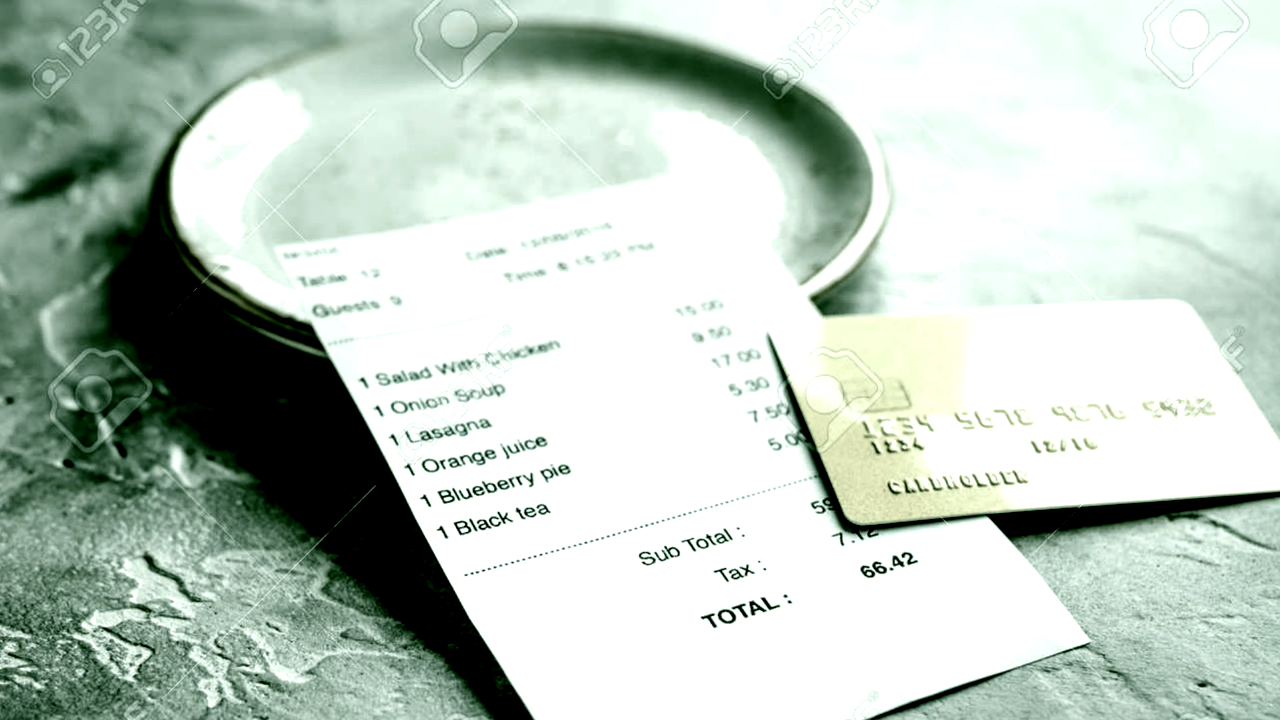 Table 12
Guests 9
1 Salad With Chicken 15.00
1 Onion Soup 9.50
1 Lasagna 17.00
1 Orange juice 5.30
1 Blueberry pie 7.50
1 Black tea 5.00
Sub Total :
Tax : 7.12
TOTAL : 66.42
1234 5678 9876 5432
1234 12/16
CARDHOLDER
123RF